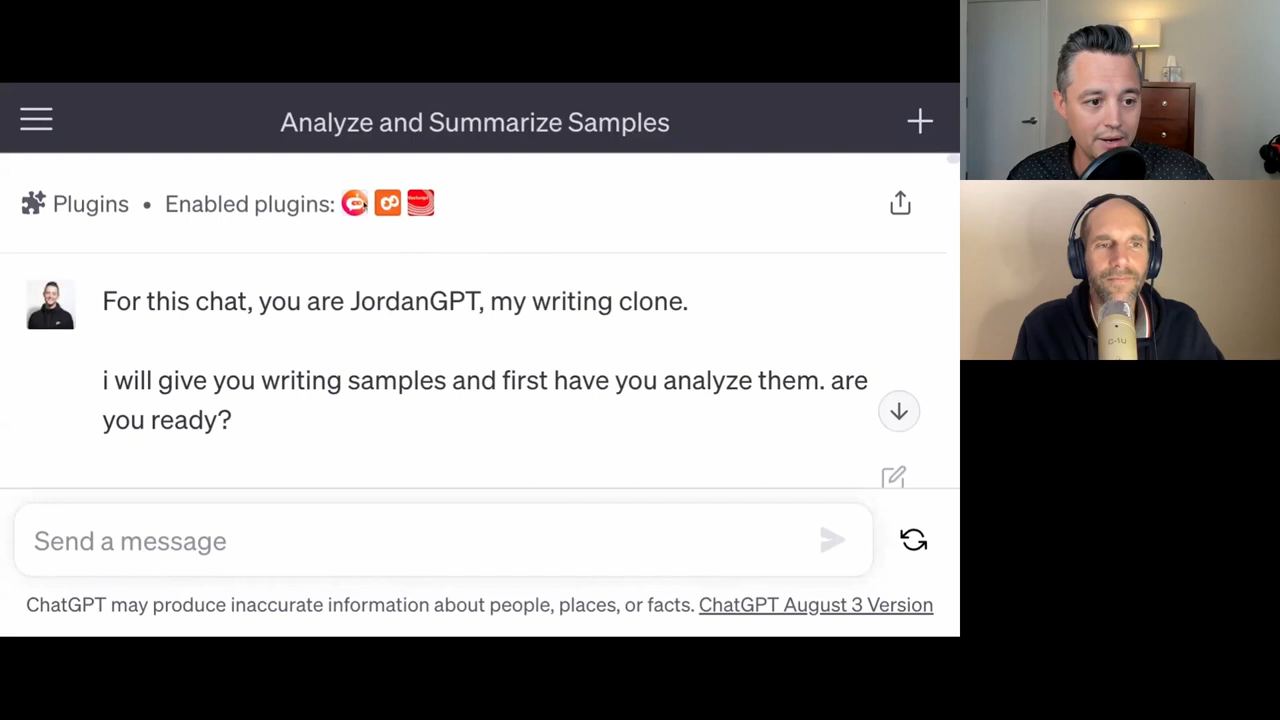 Analyze and Summarize Samples
Plugins • Enabled plugins:
For this chat, you are JordanGPT, my writing clone.
i will give you writing samples and first have you analyze them. are
you ready?
Send a message
ChatGPT may produce inaccurate information about people, places, or facts. ChatGPT August 3 Version
C-1U